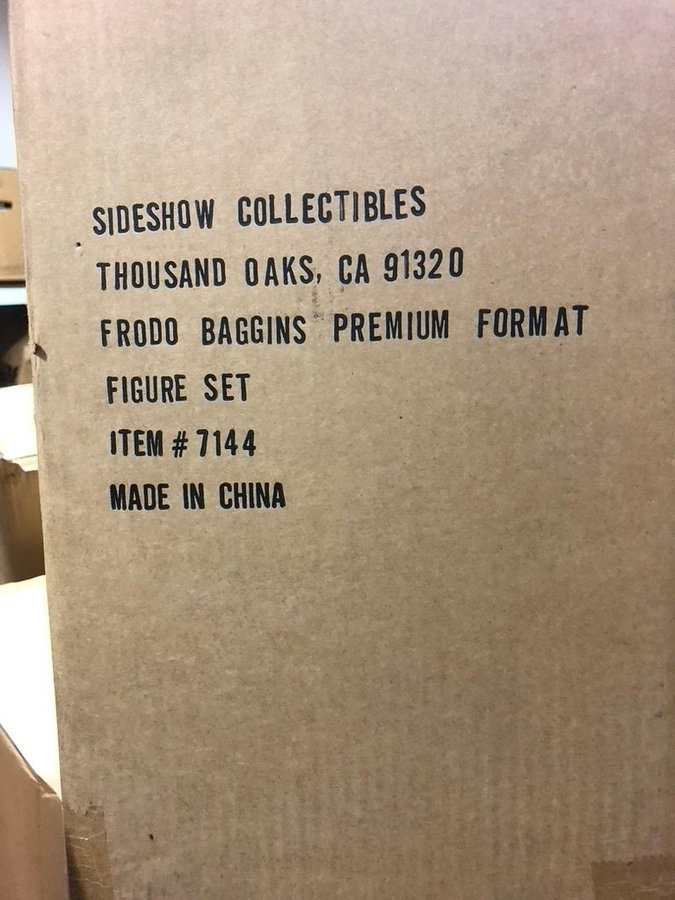 SIDESHOW COLLECTIBLES
THOUSAND OAKS, CA 91320
FRODO BAGGINS PREMIUM FORMAT
FIGURE SET
ITEM # 7144
MADE IN CHINA